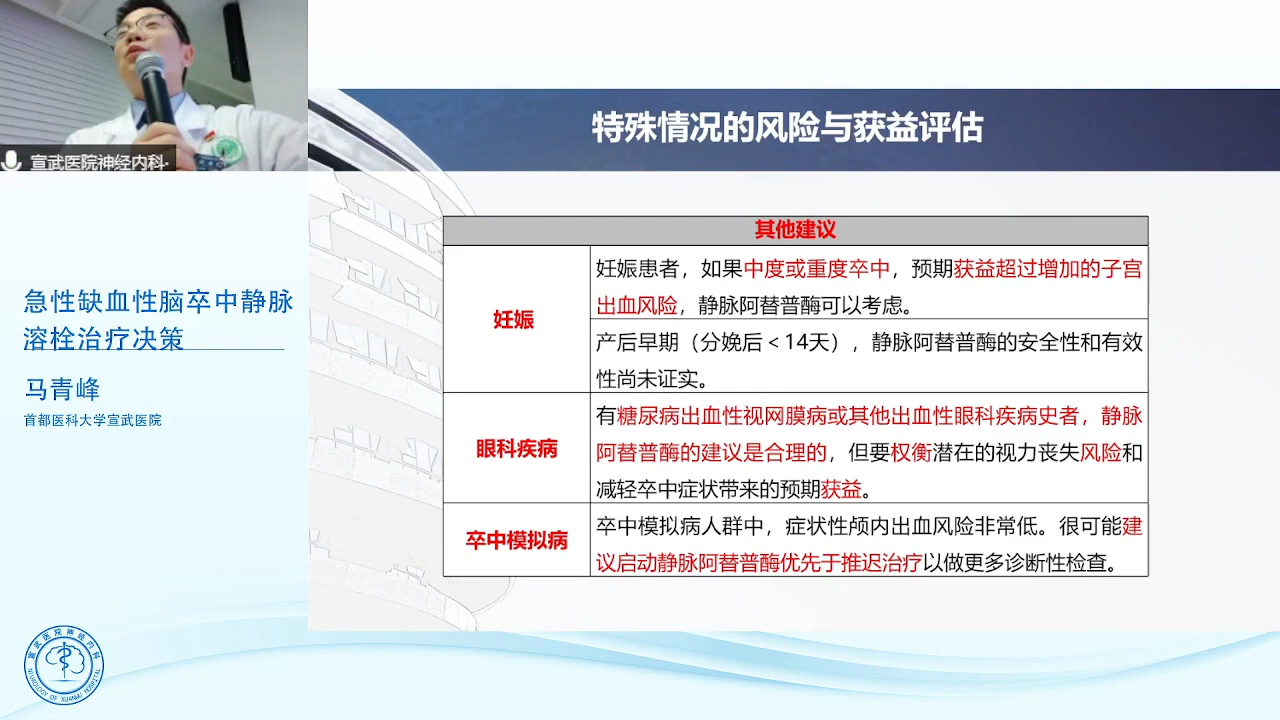 宣武医院神经内科
急性缺血性脑卒中静脉
溶栓治疗决策
马青峰
首都医科大学宣武医院
宣武医院神经内科
NEUROLOGY OF XUANWU HOSPITAL
特殊情况的风险与获益评估
其他建议
妊娠
妊娠患者，如果中度或重度卒中，预期获益超过增加的子宫
出血风险，静脉阿替普酶可以考虑。
产后早期（分娩后＜14天），静脉阿替普酶的安全性和有效
性尚未证实。
眼科疾病
有糖尿病出血性视网膜病或其他出血性眼科疾病史者，静脉
阿替普酶的建议是合理的，但要权衡潜在的视力丧失风险和
减轻卒中症状带来的预期获益。
卒中模拟病
卒中模拟病人群中，症状性颅内出血风险非常低。很可能建
议启动静脉阿替普酶优先于推迟治疗以做更多诊断性检查。